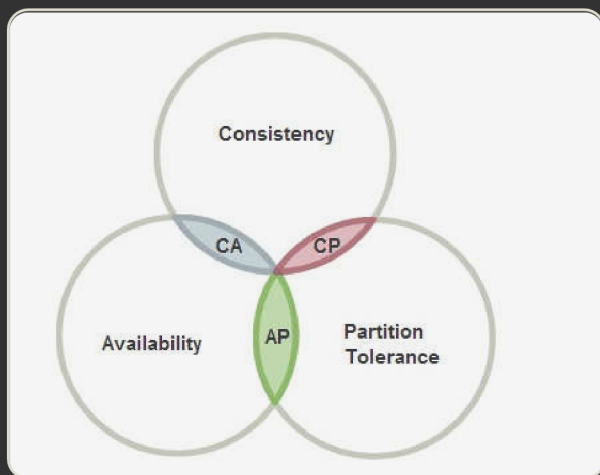 Consistency
CA
CP
Availability
AP
Partition
Tolerance